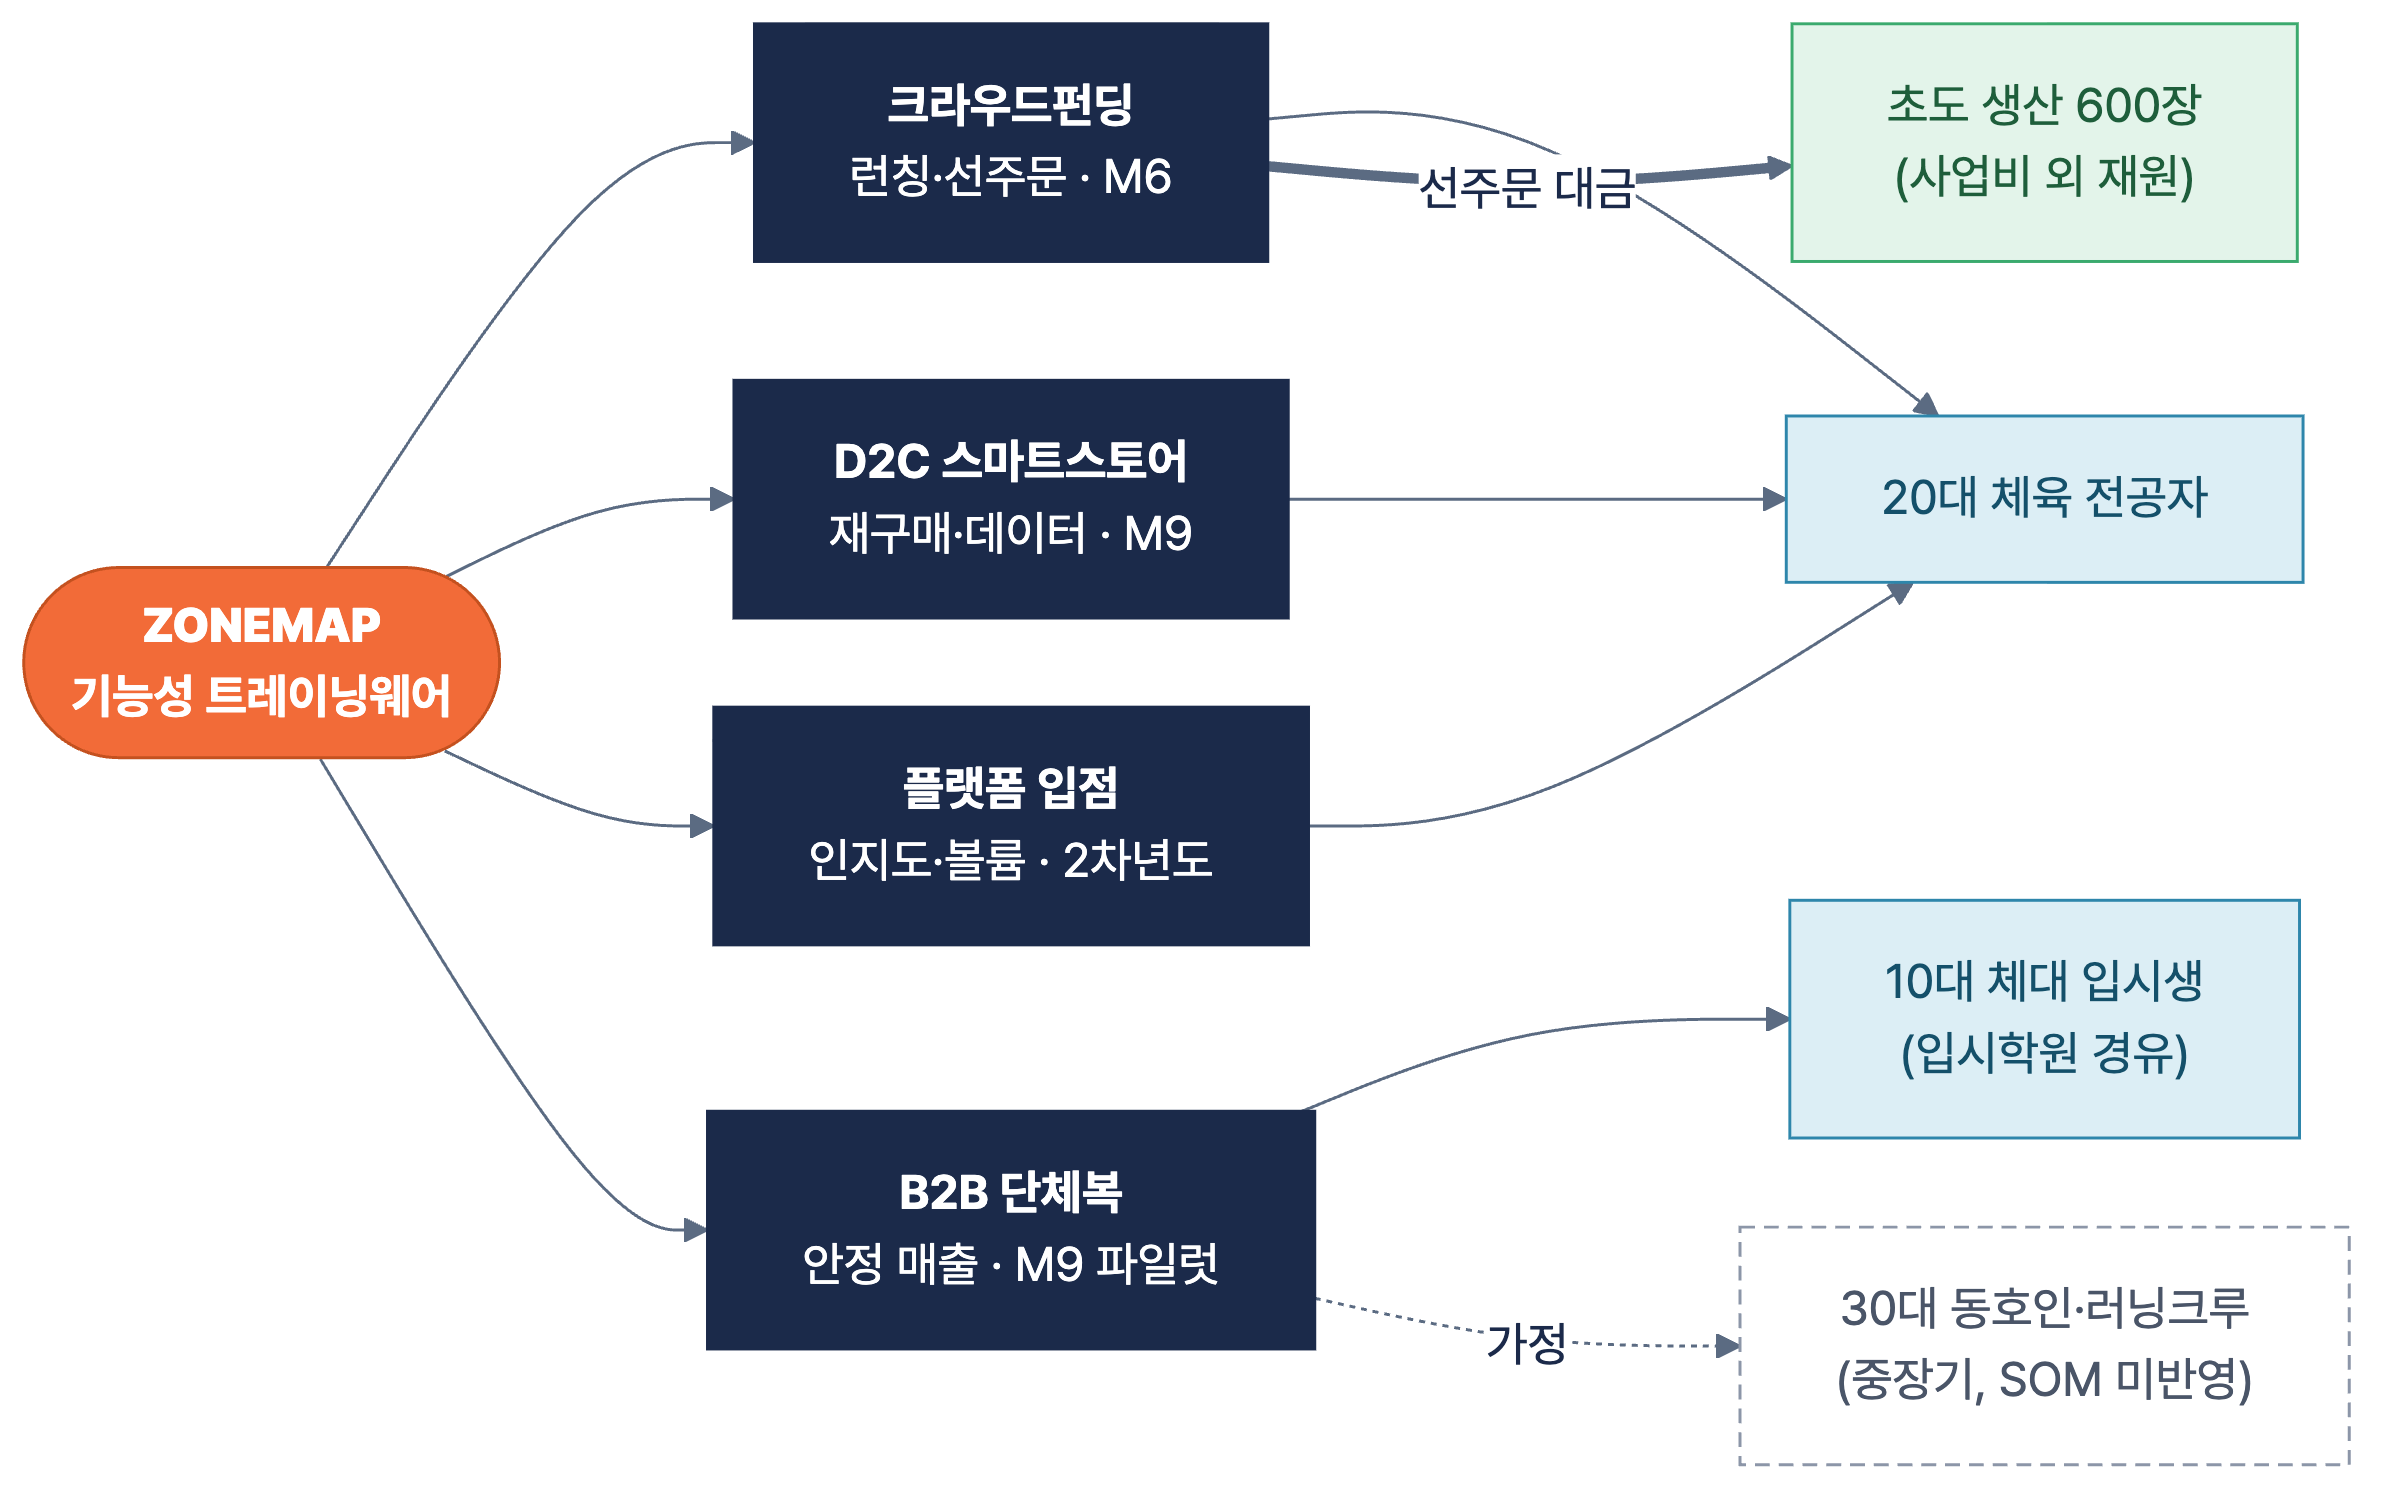 ZONEMAP
기능성 트레이닝웨어
크라우드펀딩
런칭·선주문 · M6
D2C 스마트스토어
재구매·데이터 · M9
플랫폼 입점
인지도·볼륨 · 2차년도
B2B 단체복
안정 매출 · M9 파일럿
선주문 대금
가정
초도 생산 600장
(사업비 외 재원)
20대 체육 전공자
10대 체대 입시생
(입시학원 경유)
30대 동호인·러닝크루
(중장기, SOM 미반영)